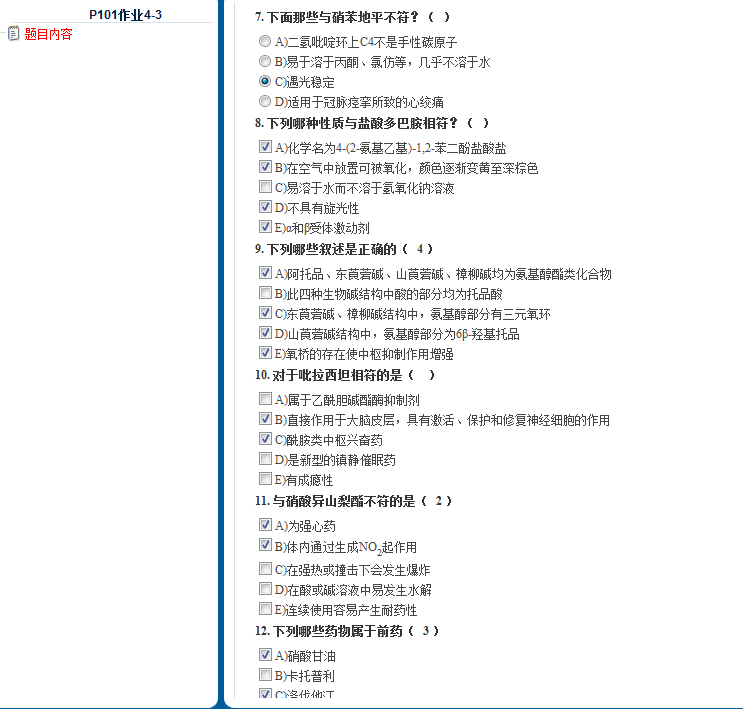 P101作业4-3
题目内容
7. 下面那些与硝苯地平不符？（ ）
A)二氢吡啶环上C4不是手性碳原子
B)易于溶于丙酮、氯仿等，几乎不溶于水
C)遇光稳定
D)适用于冠脉痉挛所致的心绞痛
8. 下列哪种性质与盐酸多巴胺相符？（ ）
A)化学名为4-(2-氨基乙基)-1,2-苯二酚盐酸盐
B)在空气中放置可被氧化，颜色逐渐变黄至深棕色
C)易溶于水而不溶于氢氧化钠溶液
D)不具有旋光性
E)α和β受体激动剂
9. 下列哪些叙述是正确的（ 4 ）
A)阿托品、东莨菪碱、山莨菪碱、樟柳碱均为氨基醇酯类化合物
B)此四种生物碱结构中酸的部分均为托品酸
C)东莨菪碱、樟柳碱结构中，氨基醇部分有三元氧环
D)山莨菪碱结构中，氨基醇部分为6β-羟基托品
E)氧桥的存在使中枢抑制作用增强
10. 对于吡拉西坦相符的是（ ）
A)属于乙酰胆碱酯酶抑制剂
B)直接作用于大脑皮层，具有激活、保护和修复神经细胞的作用
C)酰胺类中枢兴奋药
D)是新型的镇静催眠药
E)有成瘾性
11. 与硝酸异山梨酯不符的是（ 2 ）
A)为强心药
B)体内通过生成NO2起作用
C)在强热或撞击下会发生爆炸
D)在酸或碱溶液中易发生水解
E)连续使用容易产生耐药性
12. 下列哪些药物属于前药（ 3 ）
A)硝酸甘油
B)卡托普利
C)洛伐他汀